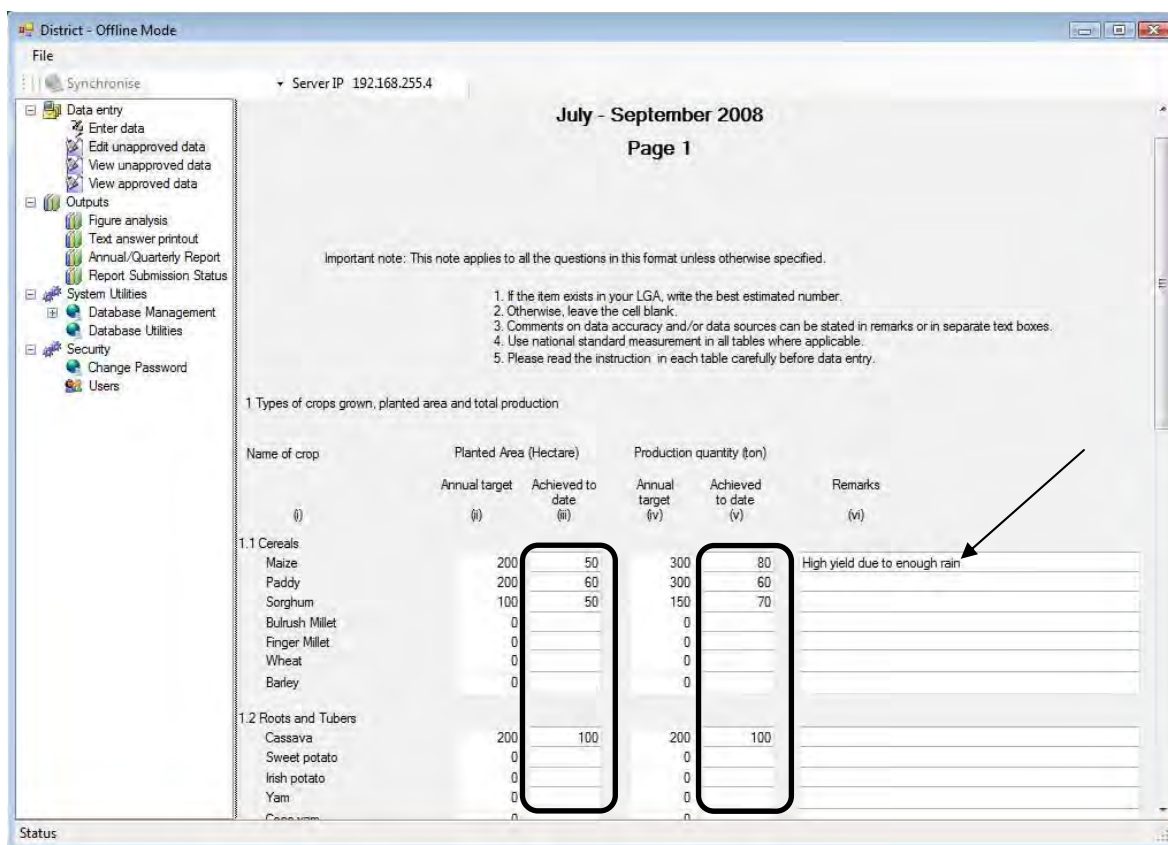 District - Offline Mode
File
Synchronise
Server IP 192.168.255.4
Data entry
Enter data
Edit unapproved data
View unapproved data
View approved data
Outputs
Figure analysis
Text answer printout
Annual/Quarterly Report
Report Submission Status
System Utilities
Database Management
Database Utilities
Security
Change Password
Users
July - September 2008
Page 1
Important note: This note applies to all the questions in this format unless otherwise specified.
1. If the item exists in your LGA, write the best estimated number.
2. Otherwise, leave the cell blank.
3. Comments on data accuracy and/or data sources can be stated in remarks or in separate text boxes.
4. Use national standard measurement in all tables where applicable.
5. Please read the instruction in each table carefully before data entry.
1 Types of crops grown, planted area and total production
Name of crop Planted Area (Hectare) Production quantity (ton)
Annual target Achieved to date Annual target Achieved to date Remarks
(i) (ii) (iii) (iv) (v) (vi)
1.1 Cereals
Maize 200 50 300 80 High yield due to enough rain
Paddy 200 60 300 60
Sorghum 100 50 150 70
Bulrush Millet 0 0
Finger Millet 0 0
Wheat 0 0
Barley 0 0
1.2 Roots and Tubers
Cassava 200 100 200 100
Sweet potato 0 0
Irish potato 0 0
Yam 0 0
Status